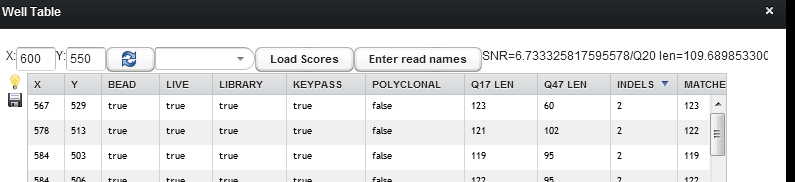 Well Table ×
X: 600 Y: 550 Load Scores Enter read names SNR=6.733325817595578/Q20 len=109.689853300
X Y BEAD LIVE LIBRARY KEYPASS POLYCLONAL Q17 LEN Q47 LEN INDELS MATCHE
567 529 true true true true false 123 60 2 123
578 513 true true true true false 121 102 2 122
584 503 true true true true false 119 95 2 119
584 506 true true true true false 122 95 2 122